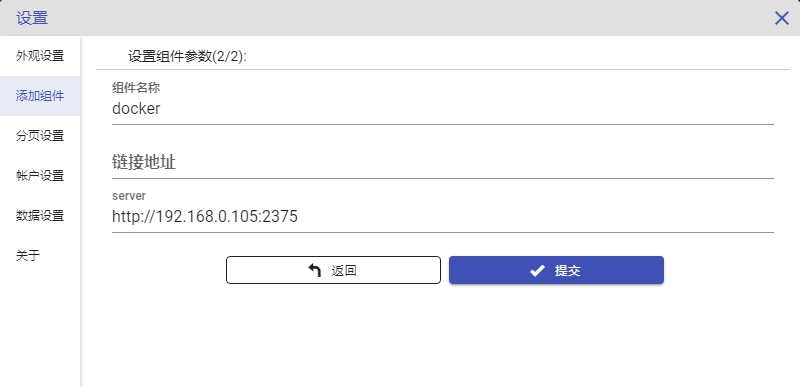 设置
外观设置
添加组件
分页设置
帐户设置
数据设置
关于
设置组件参数(2/2):
组件名称
docker
链接地址
server
http://192.168.0.105:2375
返回
提交